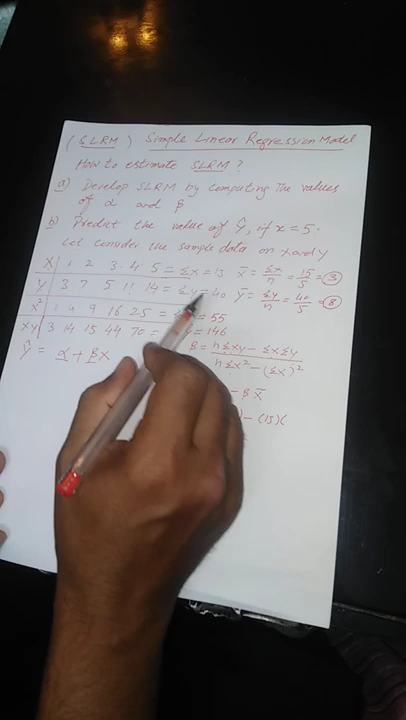 (SLRM) Simple Linear Regression Model
How to estimate SLRM?
a) Develop SLRM by computing The values
of α and β
b) Predict the value of Ŷ, if x = 5.
Let Consider the sample data on x and y
X 1 2 3 4 5 = Σx = 15 x̄ = Σx/n = 15/5 = 3
Y 3 7 5 11 14 = Σy = 40 ȳ = Σy/n = 40/5 = 8
X² 1 4 9 16 25 = = 55
XY 3 14 15 44 70 = = 146
Ŷ = α + βx β = nΣxy - ΣxΣy / nΣx² - (Σx)²
- β X̄
) - (15)(